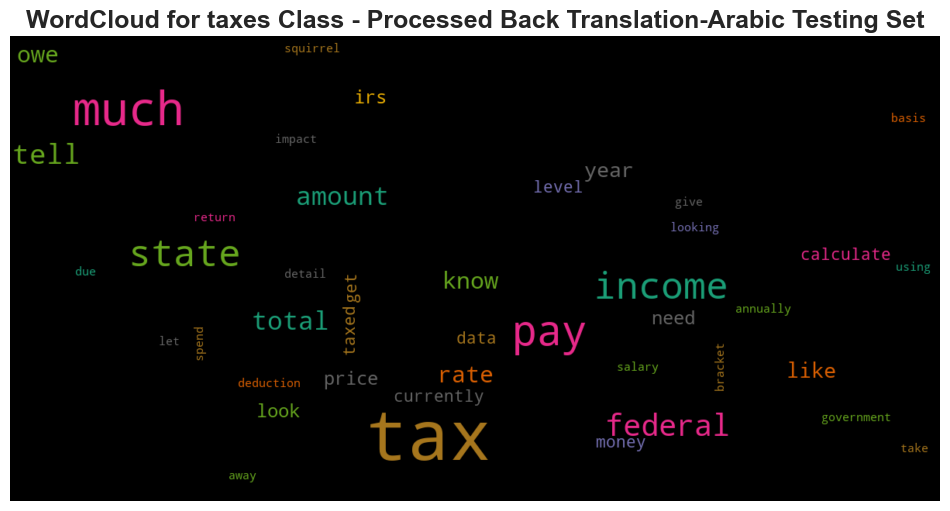 WordCloud for taxes Class - Processed Back Translation-Arabic Testing Set
squirrel
owe
irs
much
basis
impact
tell
year
level
amount
give
return
looking
state
calculate
using
due
detail
know
income
get
annually
total
need
taxed
pay
data
let
spend
salary
bracket
like
rate
price
deduction
currently
look
government
federal
tax
money
take
away